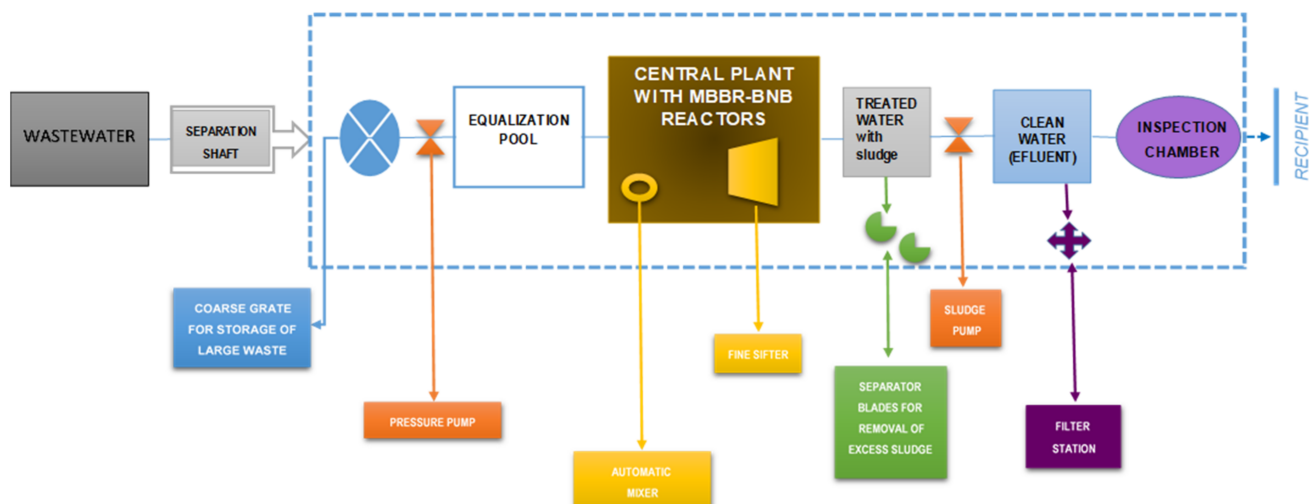 WASTEWATER
SEPARATION
SHAFT
EQUALIZATION
POOL
CENTRAL PLANT
WITH MBBR-BNB
REACTORS
TREATED
WATER
with
sludge
CLEAN
WATER
(EFLUENT)
INSPECTION
CHAMBER
RECIPIENT
COARSE GRATE
FOR STORAGE OF
LARGE WASTE
PRESSURE PUMP
AUTOMATIC
MIXER
FINE SIFTER
SEPARATOR
BLADES FOR
REMOVAL OF
EXCESS SLUDGE
SLUDGE
PUMP
FILTER
STATION